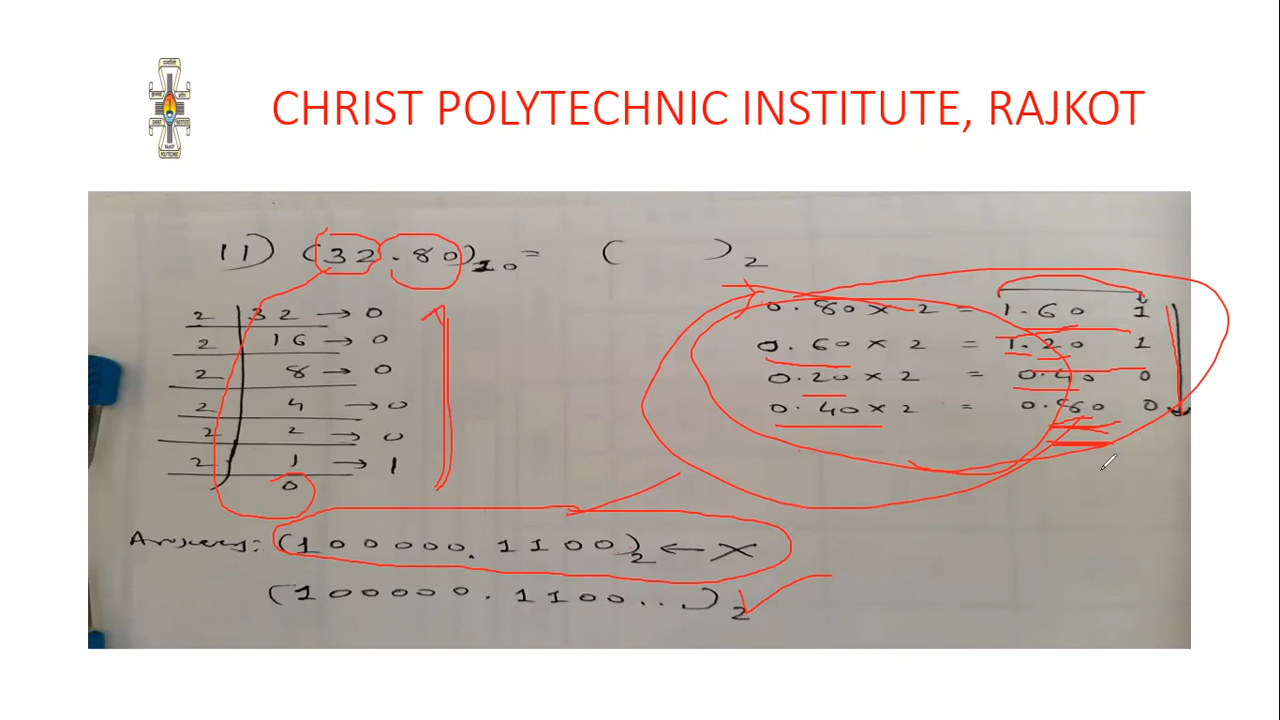 CHRIST POLYTECHNIC INSTITUTE, RAJKOT
11) (32.80)₁₀ = ( )₂
2 32 → 0
2 16 → 0
2 8 → 0
2 4 → 0
2 2 → 0
2 1 → 1
0
0.80 × 2 = 1.60 1
0.60 × 2 = 1.20 1
0.20 × 2 = 0.40 0
0.40 × 2 = 0.80 0
Answer: (100000.1100)₂ ← ×
(100000.1100...)₂